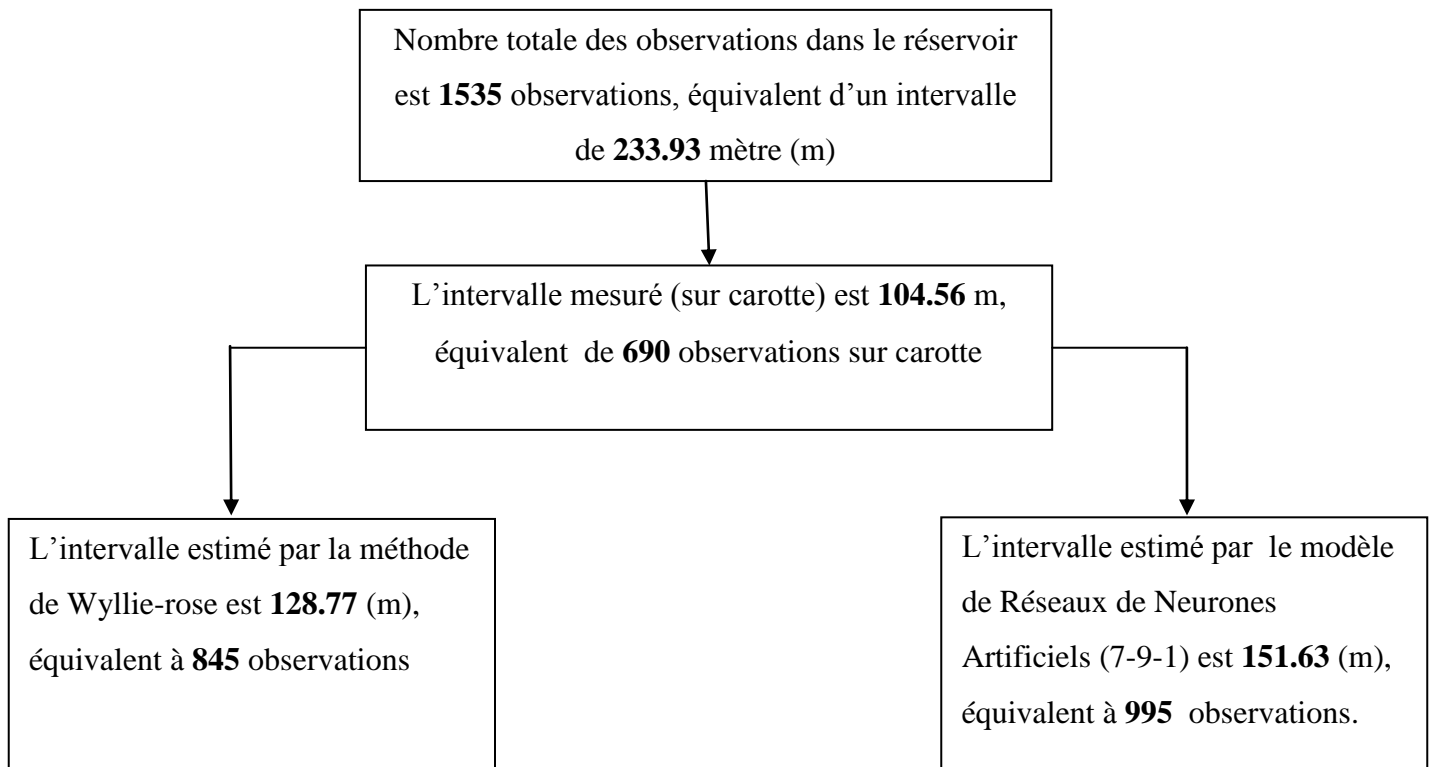 Nombre totale des observations dans le réservoir
est 1535 observations, équivalent d’un intervalle
de 233.93 mètre (m)
L’intervalle mesuré (sur carotte) est 104.56 m,
équivalent de 690 observations sur carotte
L’intervalle estimé par la méthode
de Wyllie-rose est 128.77 (m),
équivalent à 845 observations
L’intervalle estimé par le modèle
de Réseaux de Neurones
Artificiels (7-9-1) est 151.63 (m),
équivalent à 995 observations.